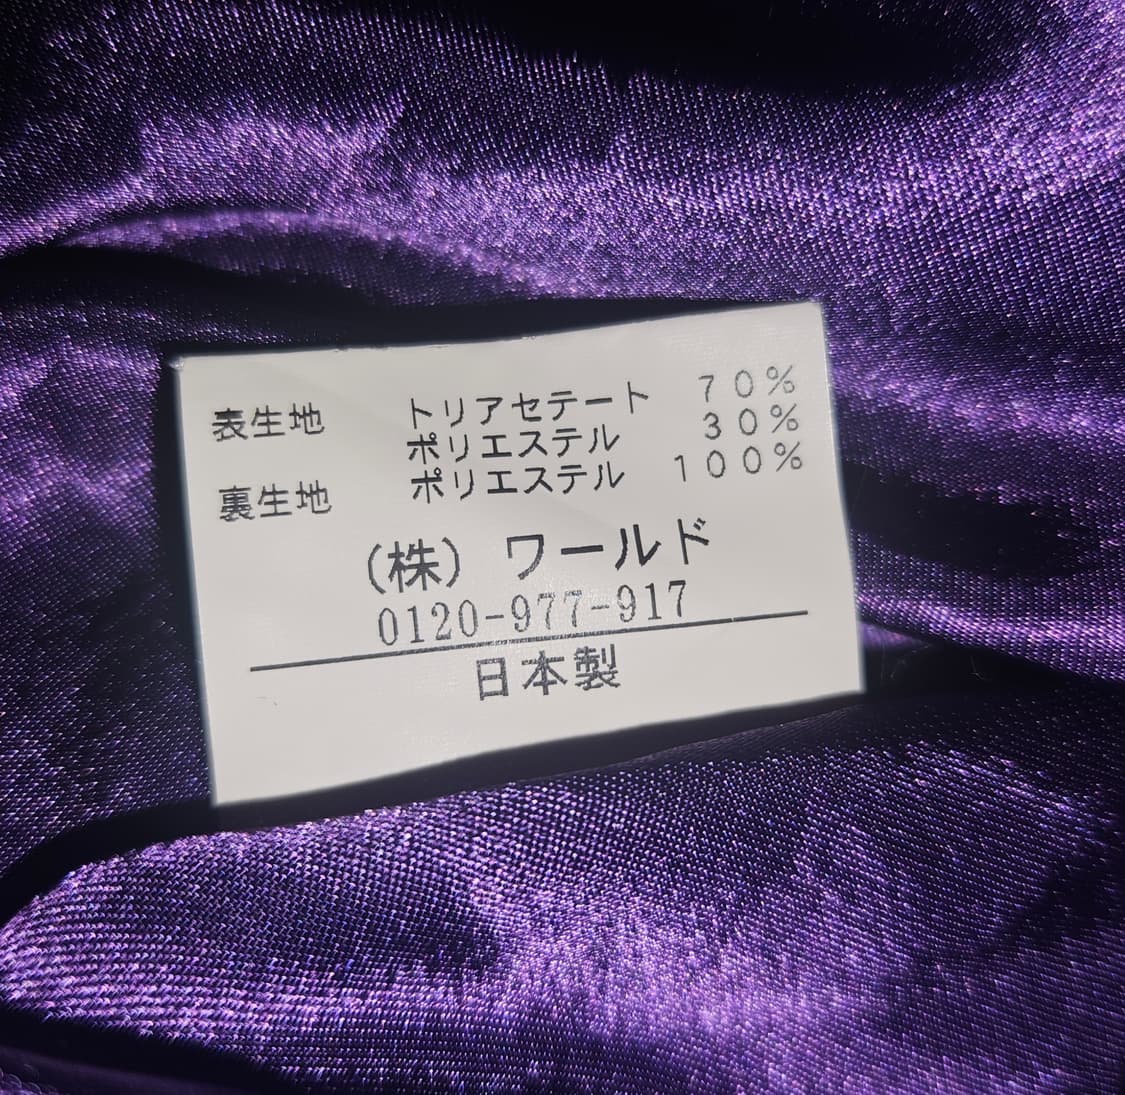 表生地 トリアセテート 70%
ポリエステル 30%
裏生地 ポリエステル 100%
(株) ワールド
0120-977-917
日本製